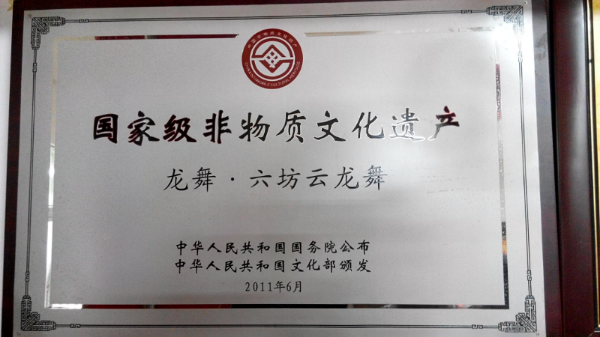 国家级非物质文化遗产
龙舞·六坊云龙舞
中华人民共和国国务院公布
中华人民共和国文化部颁发
2011年6月